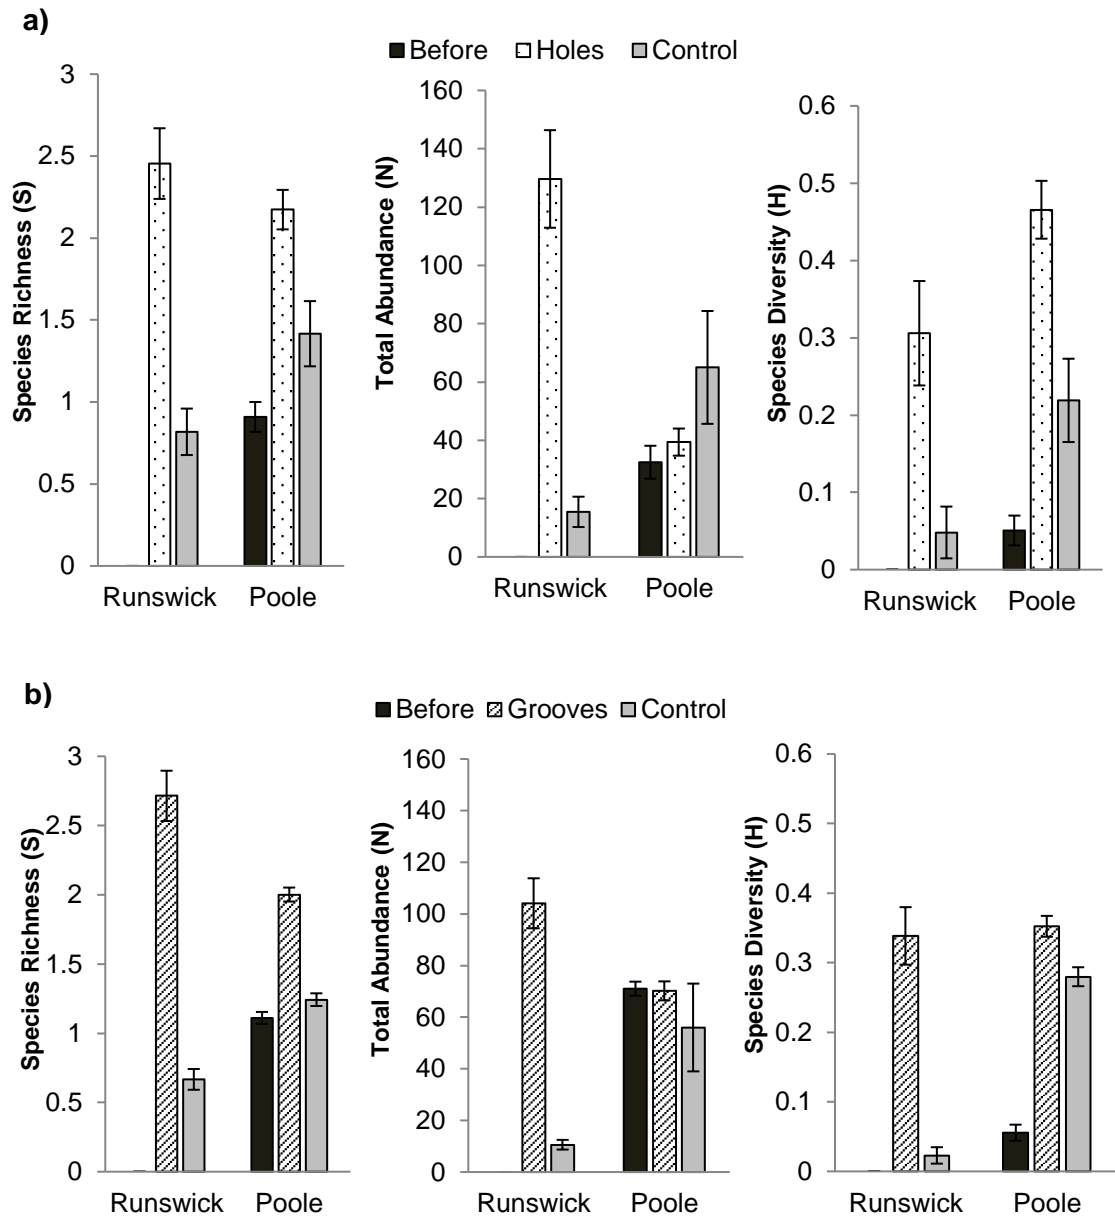 a)
Before Holes Control
Species Richness (S)
3
2.5
2
1.5
1
0.5
0
Runswick Poole
Total Abundance (N)
160
140
120
100
80
60
40
20
0
Runswick Poole
Species Diversity (H)
0.6
0.5
0.4
0.3
0.2
0.1
0
Runswick Poole
b)
Before Grooves Control
Species Richness (S)
3
2.5
2
1.5
1
0.5
0
Runswick Poole
Total Abundance (N)
160
140
120
100
80
60
40
20
0
Runswick Poole
Species Diversity (H)
0.6
0.5
0.4
0.3
0.2
0.1
0
Runswick Poole